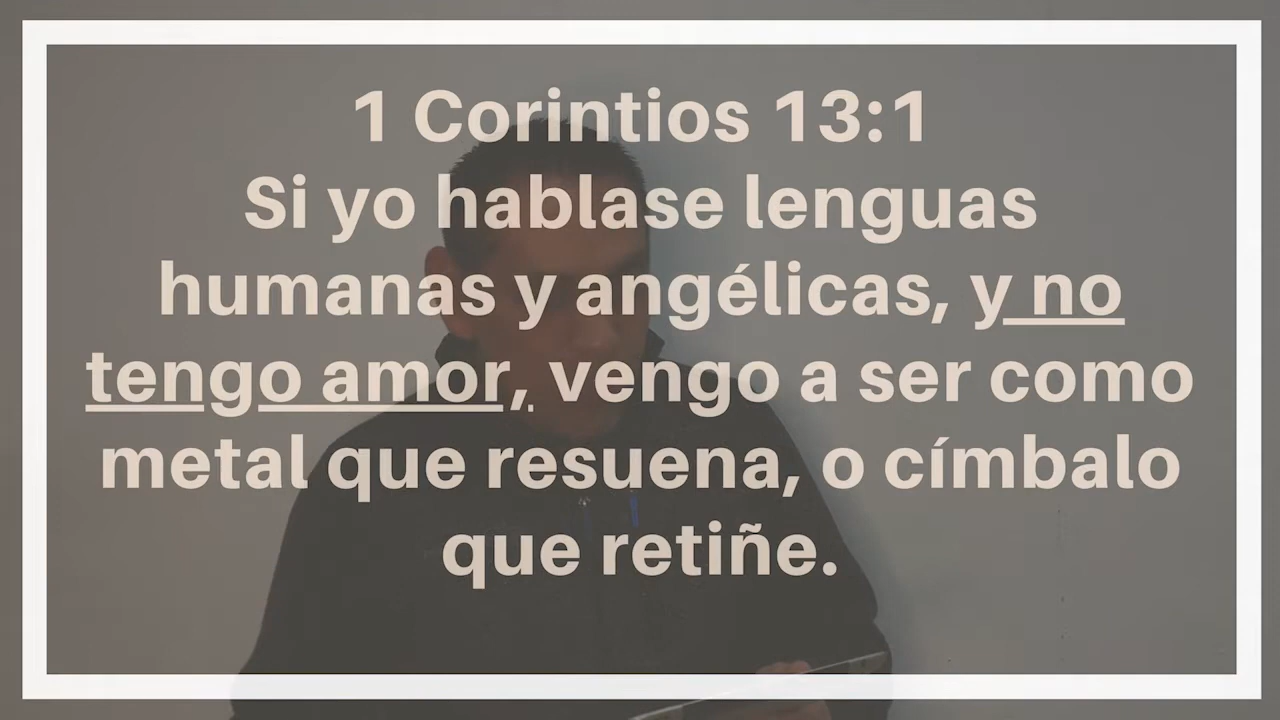 1 Corintios 13:1
Si yo hablase lenguas
humanas y angélicas, y no
tengo amor, vengo a ser como
metal que resuena, o címbalo
que retiñe.